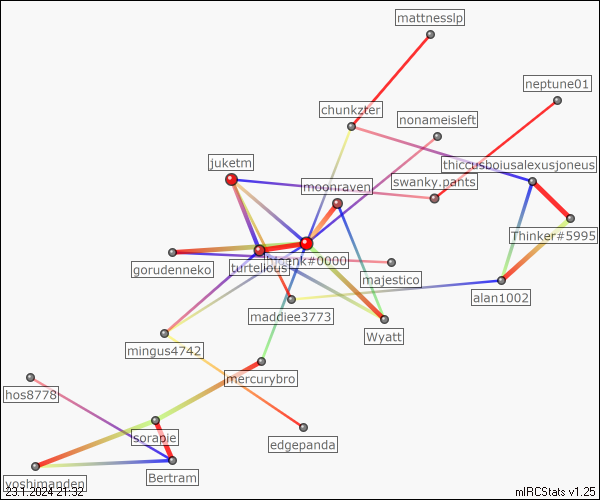 mattnesslp
neptune01
chunkzter
nonameisleft
juketm
thiccusboiusalexusjoneus
moonraven
swanky.pants
Thinker#5995
gorudenneko
turtelious
#0000
majestico
alan1002
maddiee3773
Wyatt
mingus4742
mercurybro
hos8778
sorapie
edgepanda
yoshimanden
Bertram
23.1.2024 21:32
mIRCStats v1.25